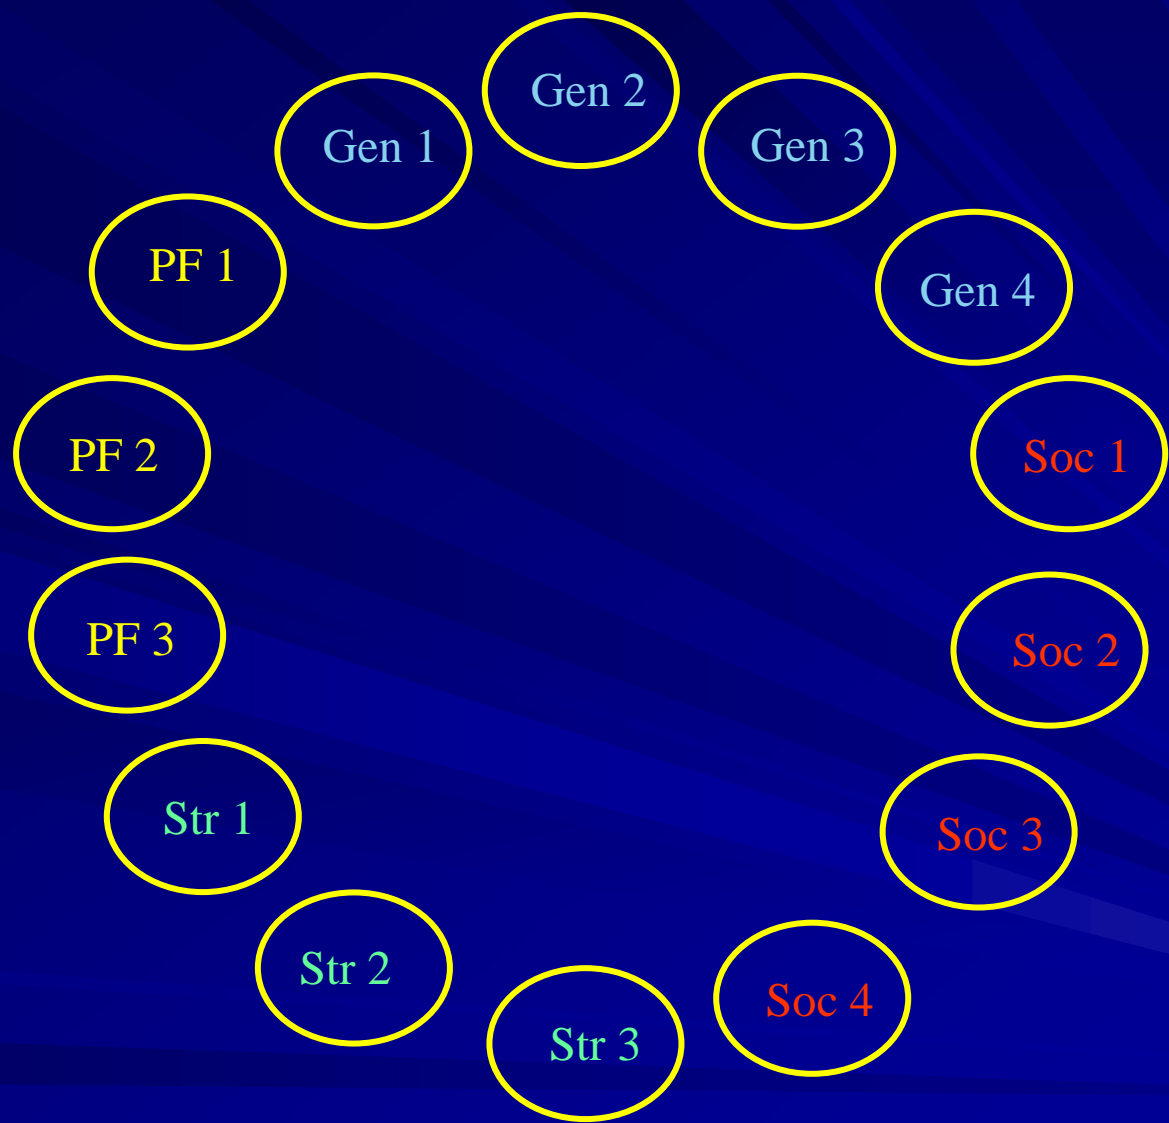 Gen 2
Gen 1
Gen 3
PF 1
Gen 4
PF 2
Soc 1
PF 3
Soc 2
Str 1
Soc 3
Str 2
Soc 4
Str 3